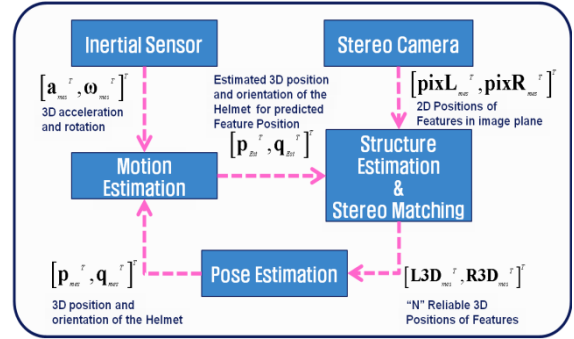 Inertial Sensor
Stereo Camera
[a_mes^T, ω_mes^T]^T
3D acceleration
and rotation
Estimated 3D position
and orientation of the
Helmet for predicted
Feature Position
[pixL_mes^T, pixR_mes^T]^T
2D Positions of
Features in image plane
[p_Est^T, q_Est^T]^T
Motion
Estimation
Structure
Estimation
&
Stereo Matching
[p_mes^T, q_mes^T]^T
3D position and
orientation of the Helmet
Pose Estimation
[L3D_mes^T, R3D_mes^T]^T
“N” Reliable 3D
Positions of Features